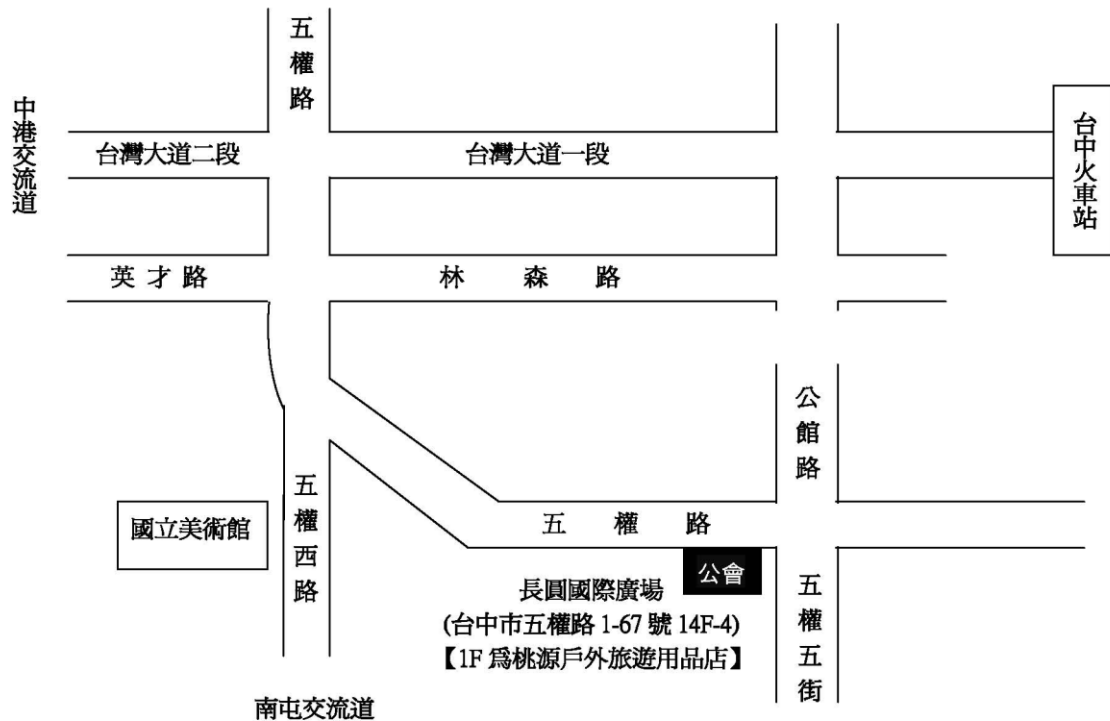 五權路
中港交流道
台灣大道二段
台灣大道一段
台中火車站
英才路
林森路
公館路
五權西路
國立美術館
五權路
公會
長圓國際廣場
(台中市五權路 1-67 號 14F-4)
【1F 爲桃源戶外旅遊用品店】
五權五街
南屯交流道